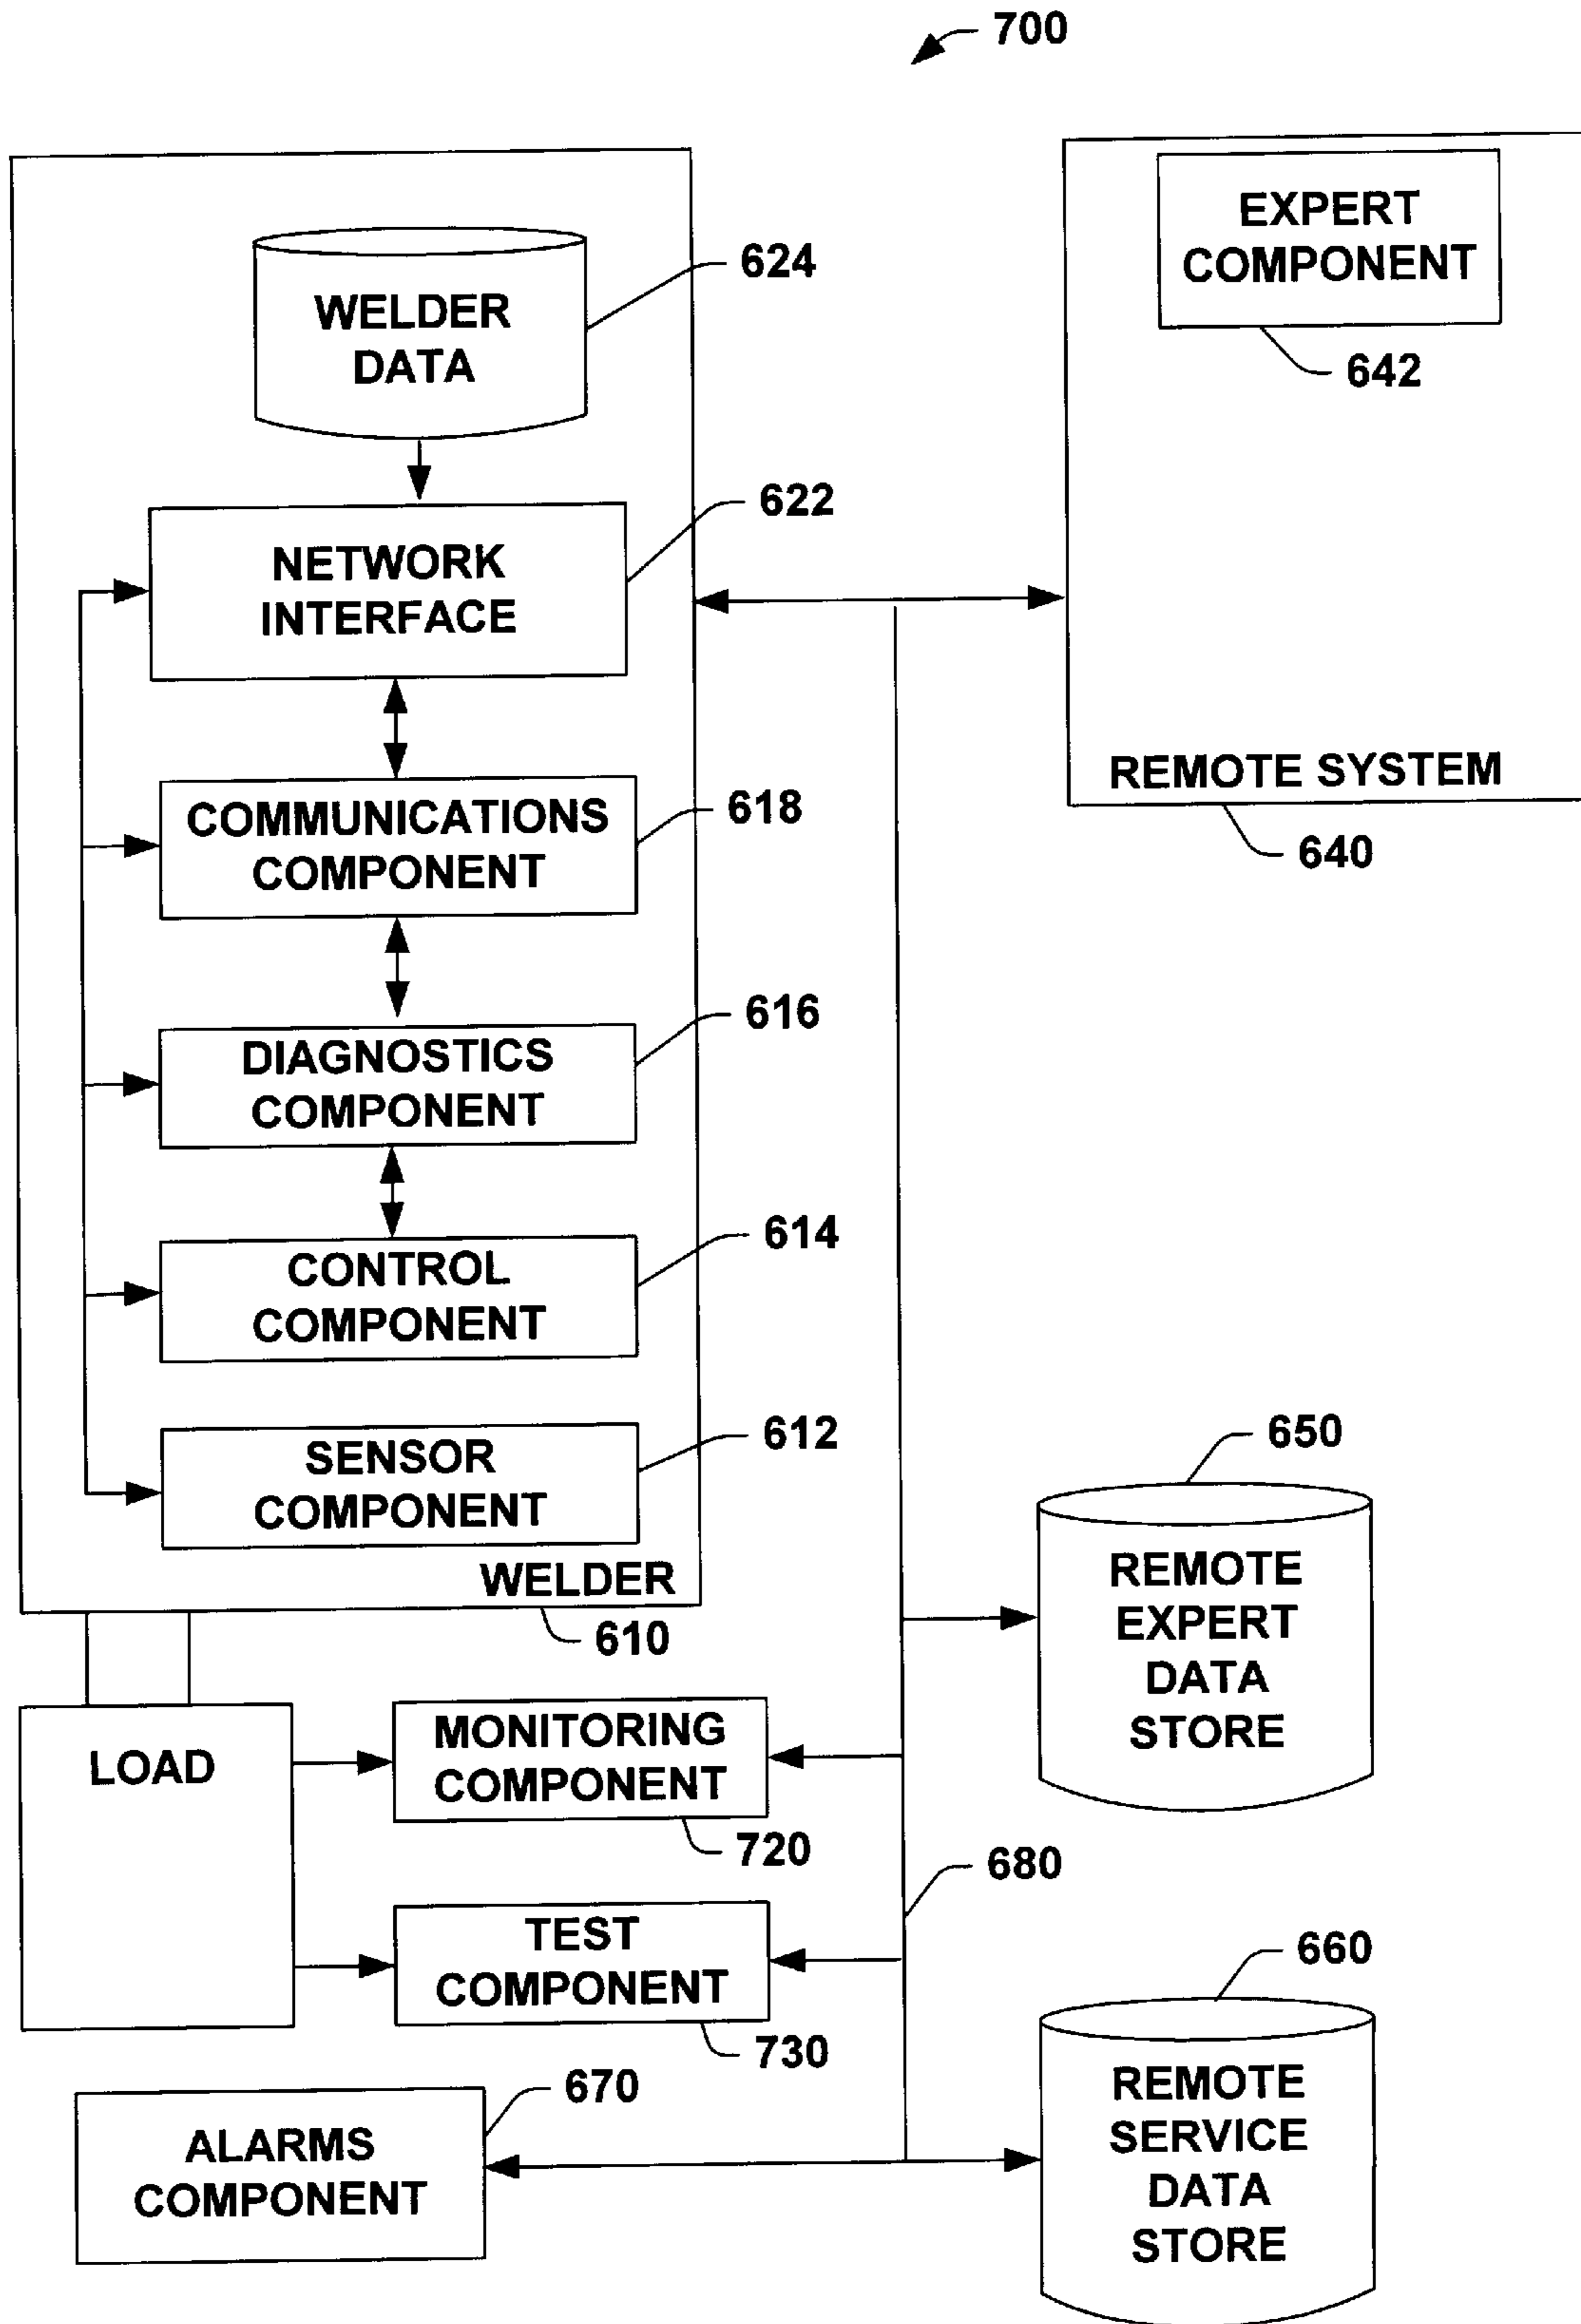 700
EXPERT
COMPONENT
642
REMOTE SYSTEM
640
WELDER
DATA
624
NETWORK
INTERFACE
622
COMMUNICATIONS
COMPONENT
618
DIAGNOSTICS
COMPONENT
616
CONTROL
COMPONENT
614
SENSOR
COMPONENT
612
WELDER
610
LOAD
MONITORING
COMPONENT
720
TEST
COMPONENT
730
ALARMS
COMPONENT
670
680
650
REMOTE
EXPERT
DATA
STORE
660
REMOTE
SERVICE
DATA
STORE